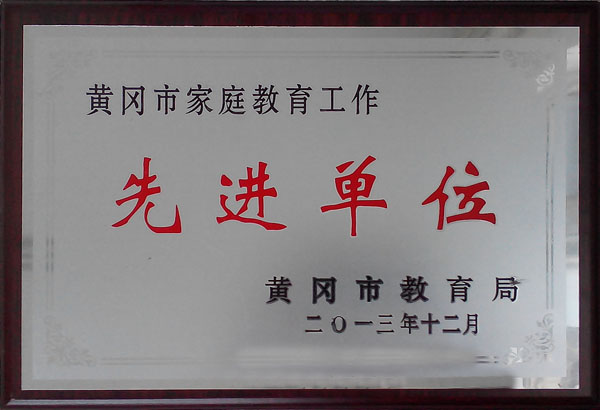 黄冈市家庭教育工作
先进单位
黄冈市教育局
二〇一三年十二月